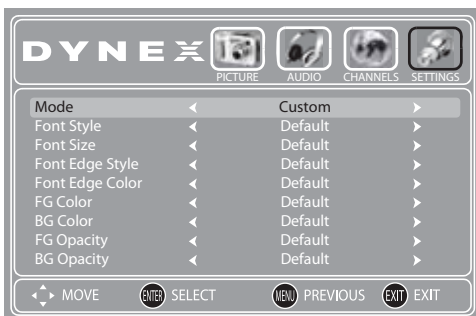 DYNEX
PICTURE AUDIO CHANNELS SETTINGS
Mode Custom
Font Style Default
Font Size Default
Font Edge Style Default
Font Edge Color Default
FG Color Default
BG Color Default
FG Opacity Default
BG Opacity Default
MOVE ENTER SELECT MENU PREVIOUS EXIT EXIT